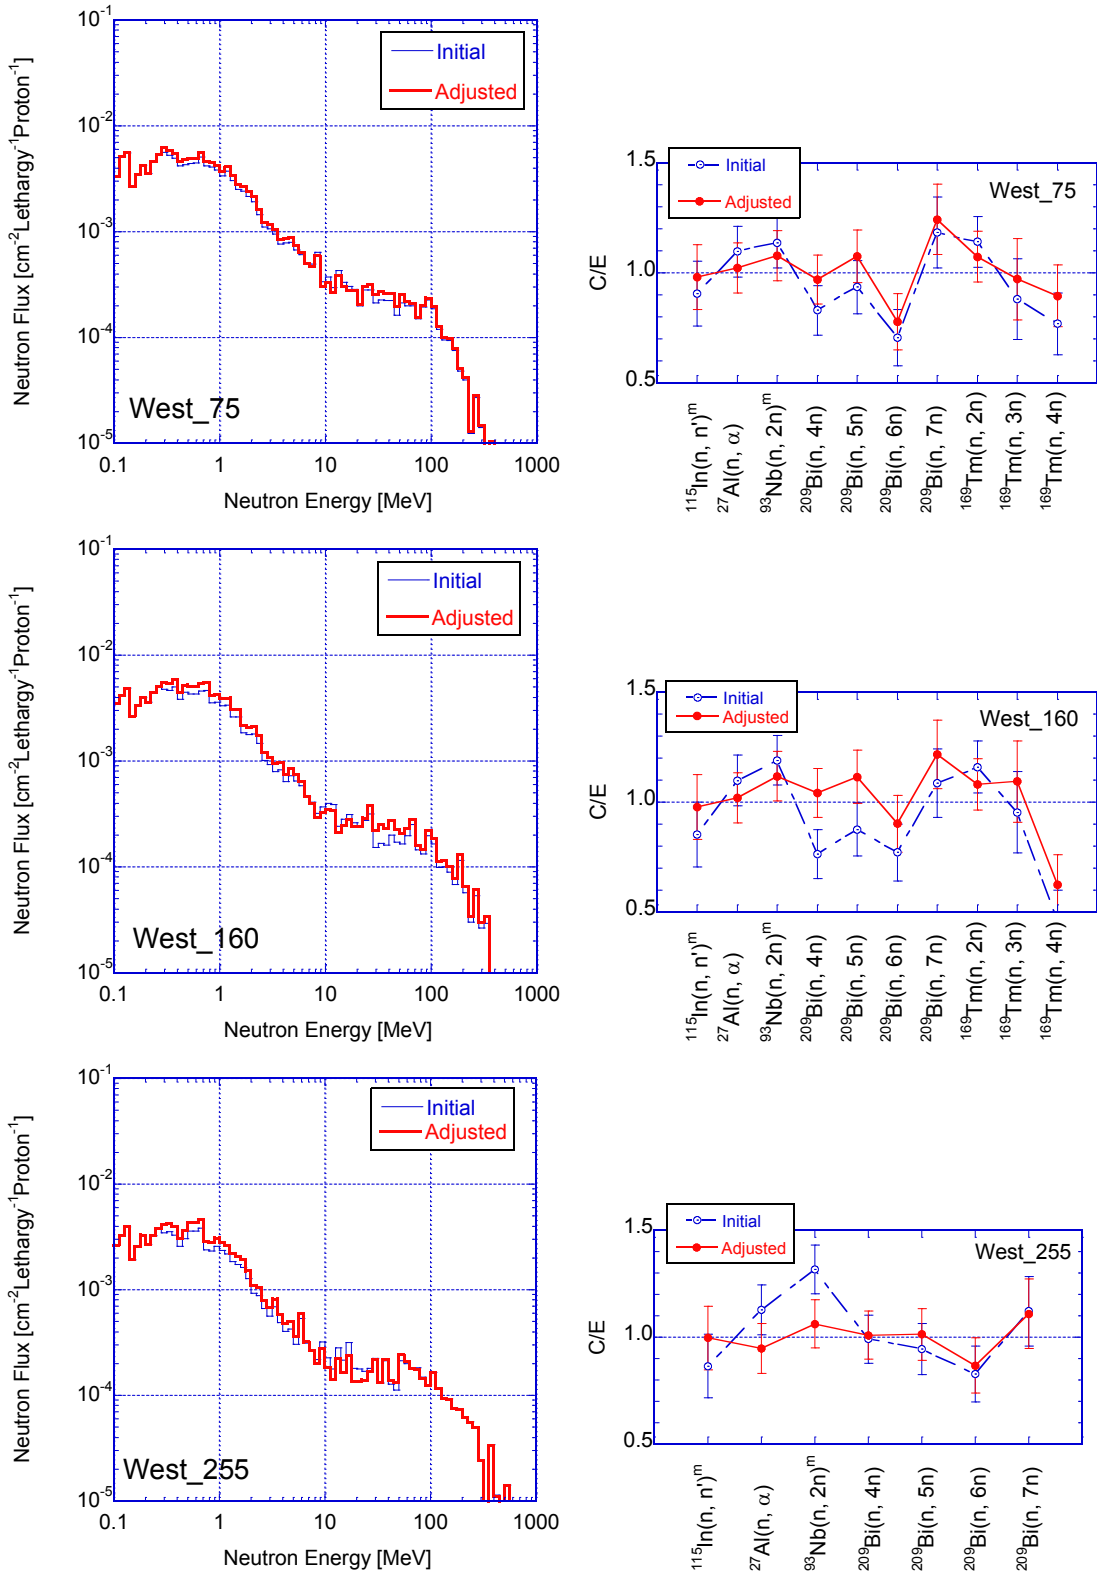 10⁻¹
10⁻²
10⁻³
10⁻⁴
10⁻⁵
Neutron Flux [cm⁻²Lethargy⁻¹Proton⁻¹]
Initial
Adjusted
West_75
0.1 1 10 100 1000
Neutron Energy [MeV]
1.5
1.0
0.5
C/E
Initial
Adjusted
West_75
¹¹⁵In(n, n')ᵐ
²⁷Al(n, α)
⁹³Nb(n, 2n)ᵐ
²⁰⁹Bi(n, 4n)
²⁰⁹Bi(n, 5n)
²⁰⁹Bi(n, 6n)
²⁰⁹Bi(n, 7n)
¹⁶⁹Tm(n, 2n)
¹⁶⁹Tm(n, 3n)
¹⁶⁹Tm(n, 4n)
10⁻¹
10⁻²
10⁻³
10⁻⁴
10⁻⁵
Neutron Flux [cm⁻²Lethargy⁻¹Proton⁻¹]
Initial
Adjusted
West_160
0.1 1 10 100 1000
Neutron Energy [MeV]
1.5
1.0
0.5
C/E
Initial
Adjusted
West_160
¹¹⁵In(n, n')ᵐ
²⁷Al(n, α)
⁹³Nb(n, 2n)ᵐ
²⁰⁹Bi(n, 4n)
²⁰⁹Bi(n, 5n)
²⁰⁹Bi(n, 6n)
²⁰⁹Bi(n, 7n)
¹⁶⁹Tm(n, 2n)
¹⁶⁹Tm(n, 3n)
¹⁶⁹Tm(n, 4n)
10⁻¹
10⁻²
10⁻³
10⁻⁴
10⁻⁵
Neutron Flux [cm⁻²Lethargy⁻¹Proton⁻¹]
Initial
Adjusted
West_255
0.1 1 10 100 1000
Neutron Energy [MeV]
1.5
1.0
0.5
C/E
Initial
Adjusted
West_255
¹¹⁵In(n, n')ᵐ
²⁷Al(n, α)
⁹³Nb(n, 2n)ᵐ
²⁰⁹Bi(n, 4n)
²⁰⁹Bi(n, 5n)
²⁰⁹Bi(n, 6n)
²⁰⁹Bi(n, 7n)